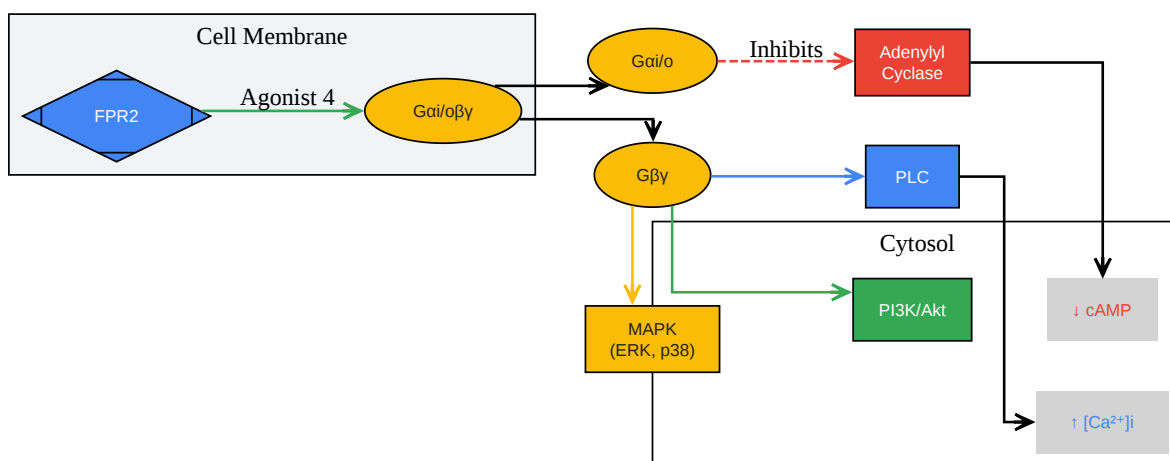 Cell Membrane
FPR2
Agonist 4
Gαi/oβγ
Gαi/o
Inhibits
Adenylyl
Cyclase
Gβγ
PLC
Cytosol
MAPK
(ERK, p38)
PI3K/Akt
↓ cAMP
↑ [Ca²⁺]i